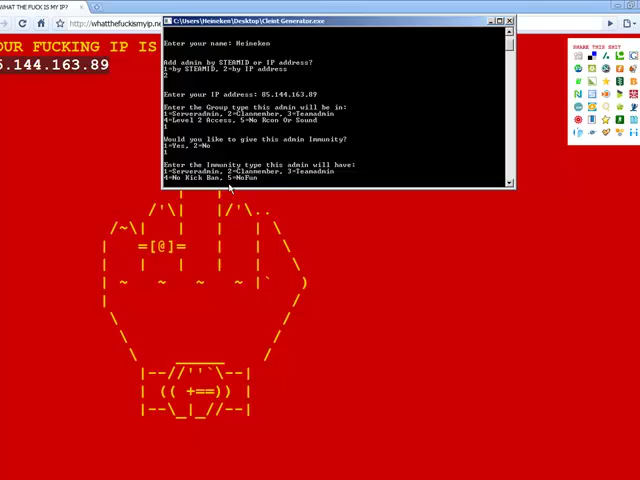 WHAT THE FUCK IS MY IP?
http://whatthefuckismyip.ne
OUR FUCKING IP IS
5.144.163.89
C:\Users\Heineken\Desktop\Cleint Generator.exe
Enter your name: Heineken
Add admin by STEAMID or IP address?
1=by STEAMID, 2=by IP address
2
Enter your IP address: 85.144.163.89
Enter the Group type this admin will be in:
1=Serveradmin, 2=Clanmember, 3=Teamadmin
4=Level 2 Access, 5=No Rcon Or Sound
1
Would you like to give this admin Immunity?
1=Yes, 2=No
1
Enter the Immunity type this admin will have:
1=Serveradmin, 2=Clanmember, 3=Teamadmin
4=No Kick Ban, 5=NoFun
SHARE THIS SHIT